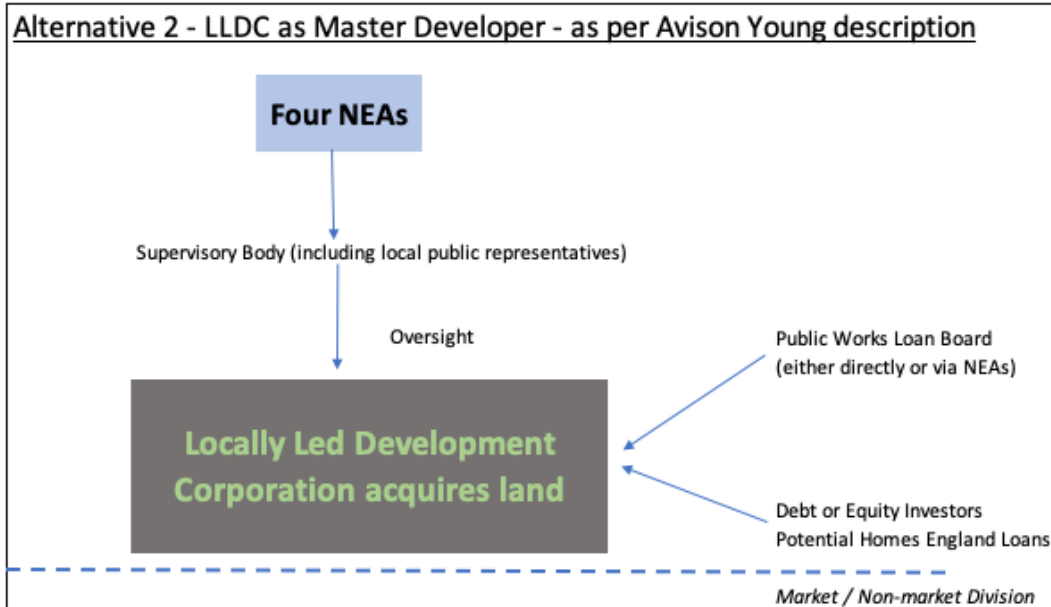 Alternative 2 - LLDC as Master Developer - as per Avison Young description
Four NEAs
Supervisory Body (including local public representatives)
Oversight
Public Works Loan Board
(either directly or via NEAs)
Locally Led Development
Corporation acquires land
Debt or Equity Investors
Potential Homes England Loans
Market / Non-market Division